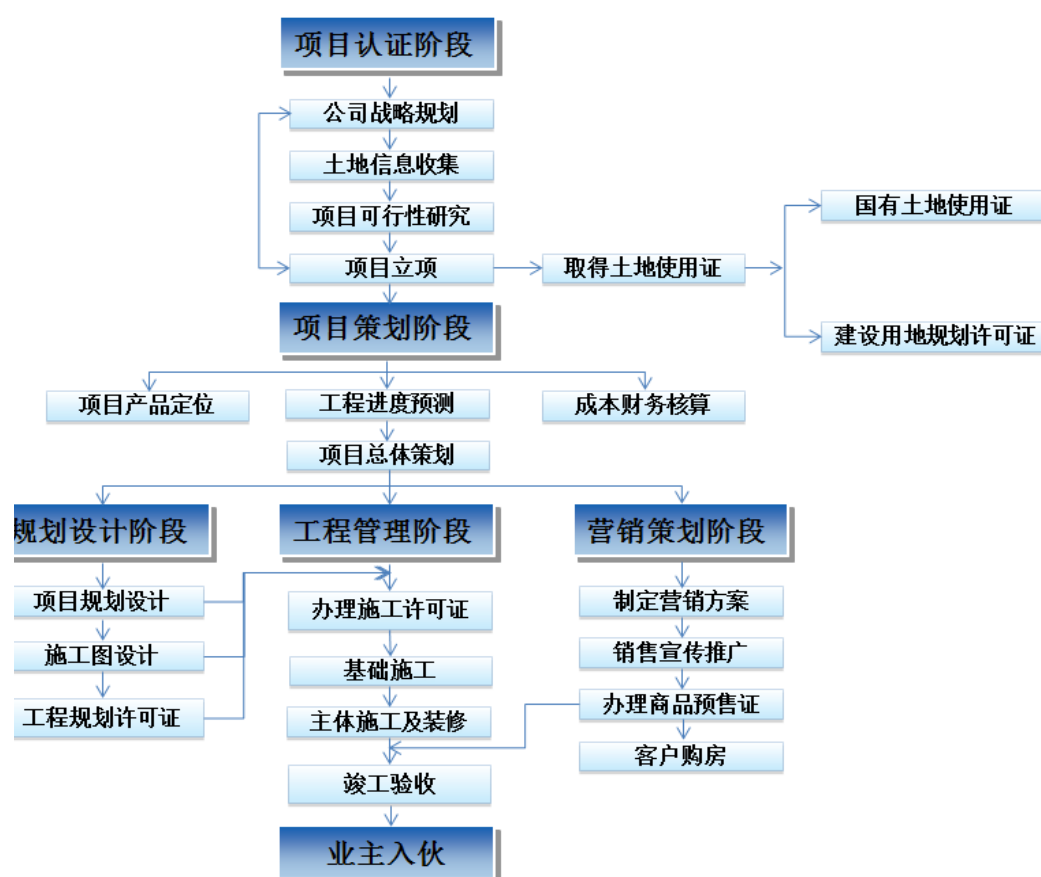 项目认证阶段
公司战略规划
土地信息收集
项目可行性研究
项目立项
取得土地使用证
国有土地使用证
建设用地规划许可证
项目策划阶段
项目产品定位
工程进度预测
成本财务核算
项目总体策划
规划设计阶段
工程管理阶段
营销策划阶段
项目规划设计
施工图设计
工程规划许可证
办理施工许可证
基础施工
主体施工及装修
竣工验收
制定营销方案
销售宣传推广
办理商品预售证
客户购房
业主入伙